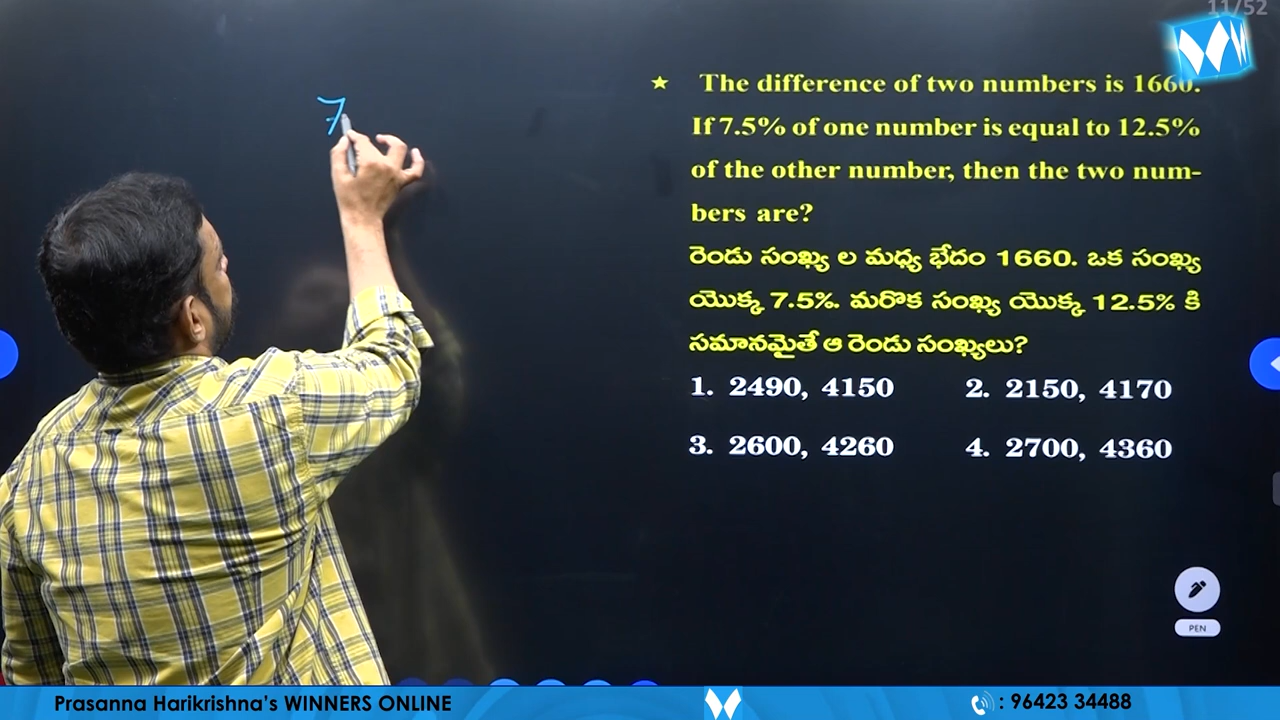 11/52
★ The difference of two numbers is 1660.
If 7.5% of one number is equal to 12.5%
of the other number, then the two num-
bers are?
రెండు సంఖ్య ల మధ్య భేదం 1660. ఒక సంఖ్య
యొక్క 7.5%. మరొక సంఖ్య యొక్క 12.5% కి
సమానమైతే ఆ రెండు సంఖ్యలు?
1. 2490, 4150 2. 2150, 4170
3. 2600, 4260 4. 2700, 4360
7
PEN
Prasanna Harikrishna's WINNERS ONLINE : 96423 34488